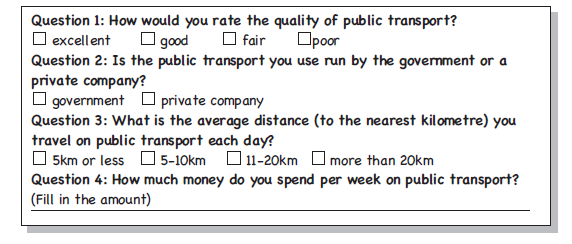 Question 1: How would you rate the quality of public transport?
☐ excellent ☐ good ☐ fair ☐poor
Question 2: Is the public transport you use run by the government or a
private company?
☐ government ☐ private company
Question 3: What is the average distance (to the nearest kilometre) you
travel on public transport each day?
☐ 5km or less ☐ 5-10km ☐ 11-20km ☐ more than 20km
Question 4: How much money do you spend per week on public transport?
(Fill in the amount)